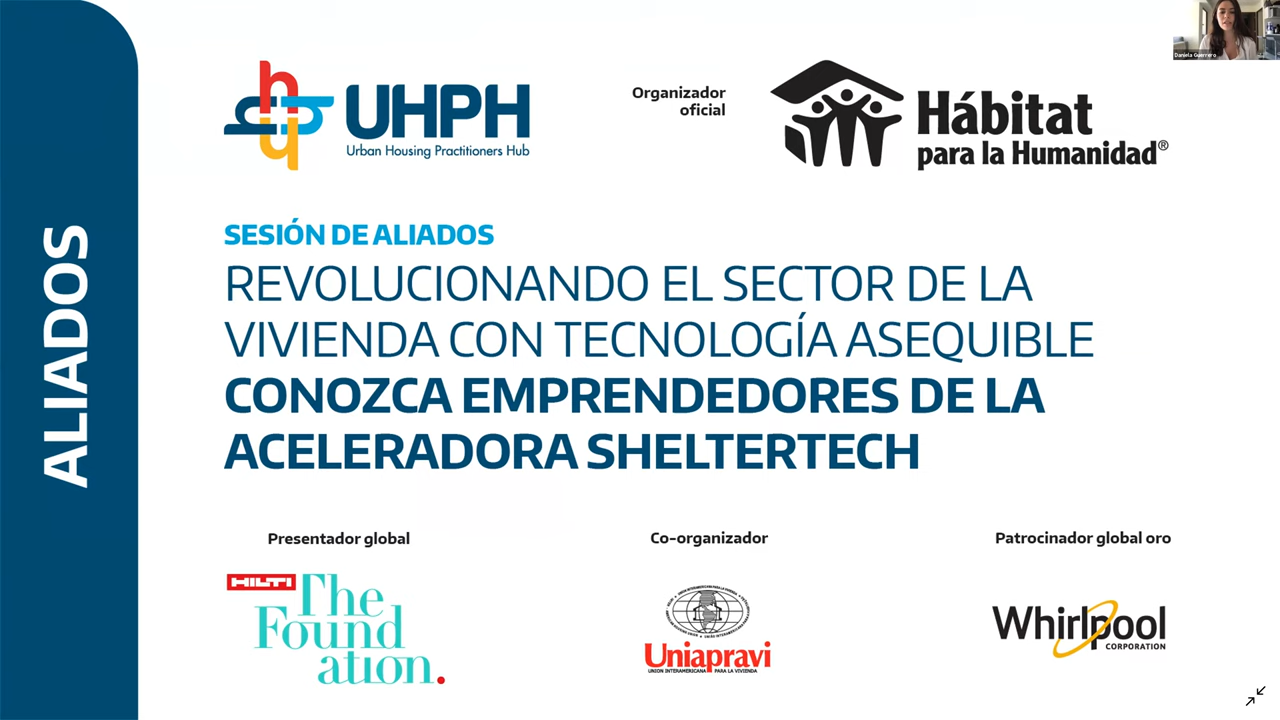 ALIADOS
UHPH
Urban Housing Practitioners Hub
Organizador
oficial
Hábitat
para la Humanidad®
Daniela Guerrero
SESIÓN DE ALIADOS
REVOLUCIONANDO EL SECTOR DE LA
VIVIENDA CON TECNOLOGÍA ASEQUIBLE
CONOZCA EMPRENDEDORES DE LA
ACELERADORA SHELTERTECH
Presentador global
HILTI
The
Found
ation.
Co-organizador
Uniapravi
UNION INTERAMERICANA PARA LA VIVIENDA
Patrocinador global oro
Whirlpool
CORPORATION